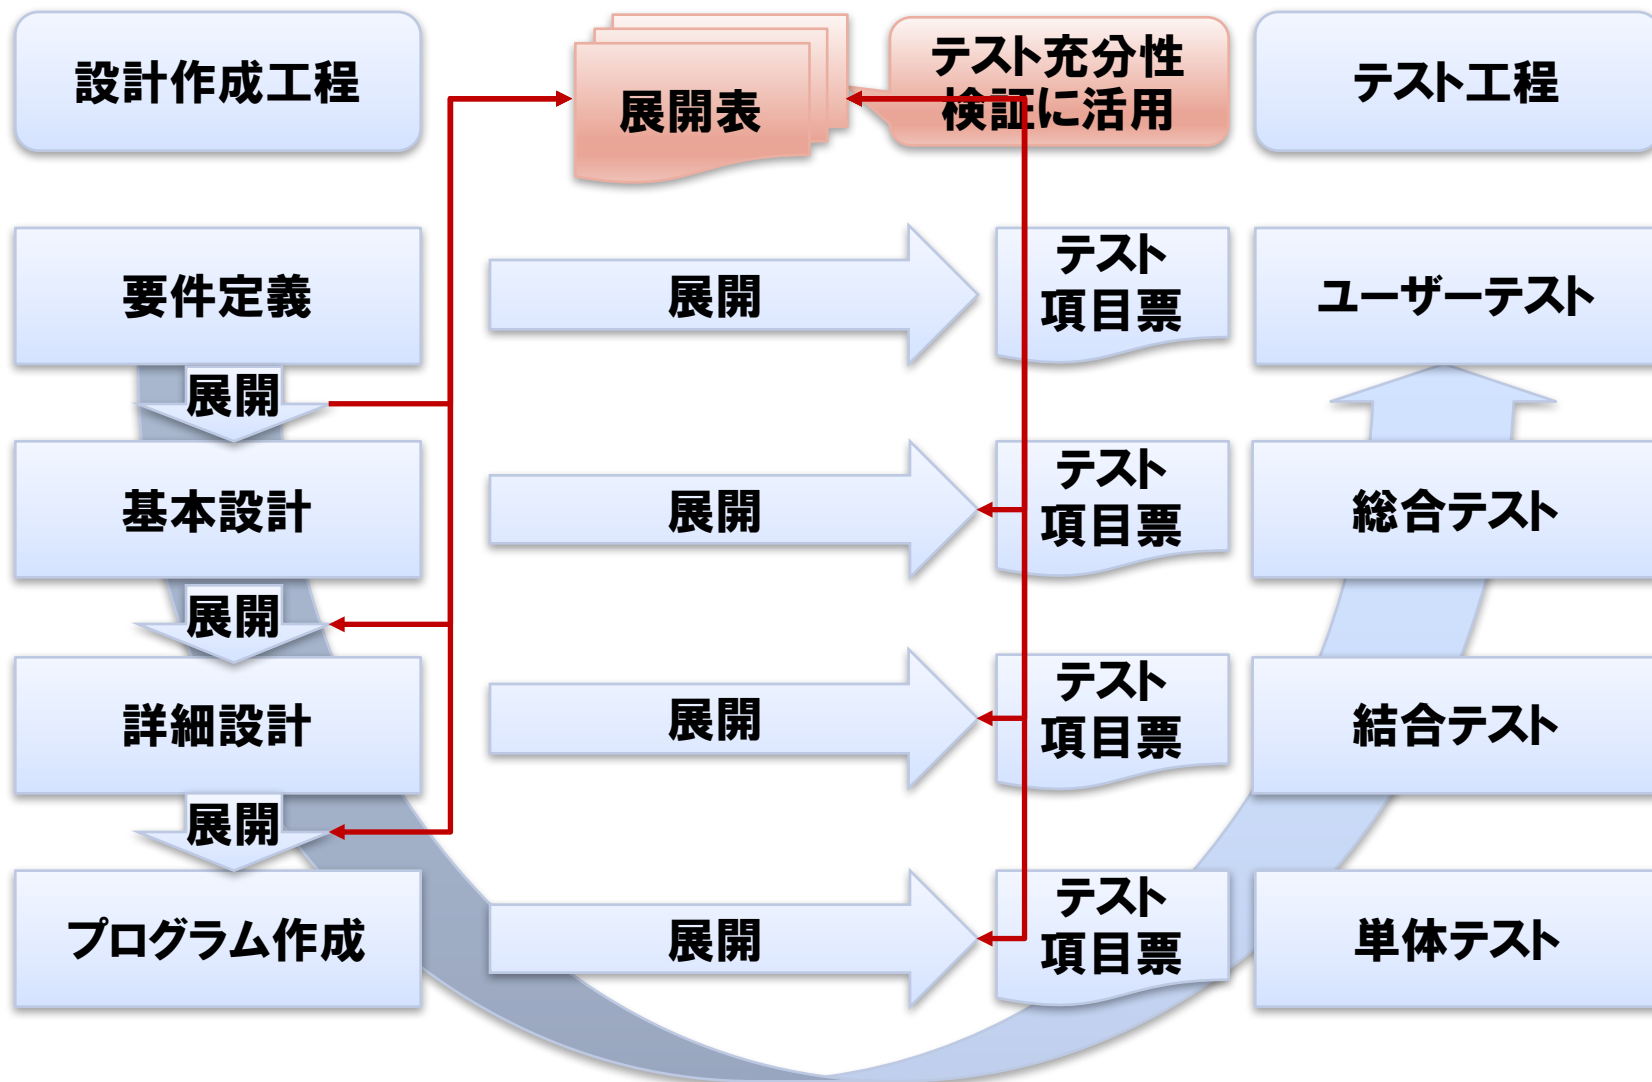 設計作成工程
展開表
テスト充分性
検証に活用
テスト工程
要件定義
展開
テスト
項目票
ユーザーテスト
展開
基本設計
展開
テスト
項目票
総合テスト
展開
詳細設計
展開
テスト
項目票
結合テスト
展開
プログラム作成
展開
テスト
項目票
単体テスト